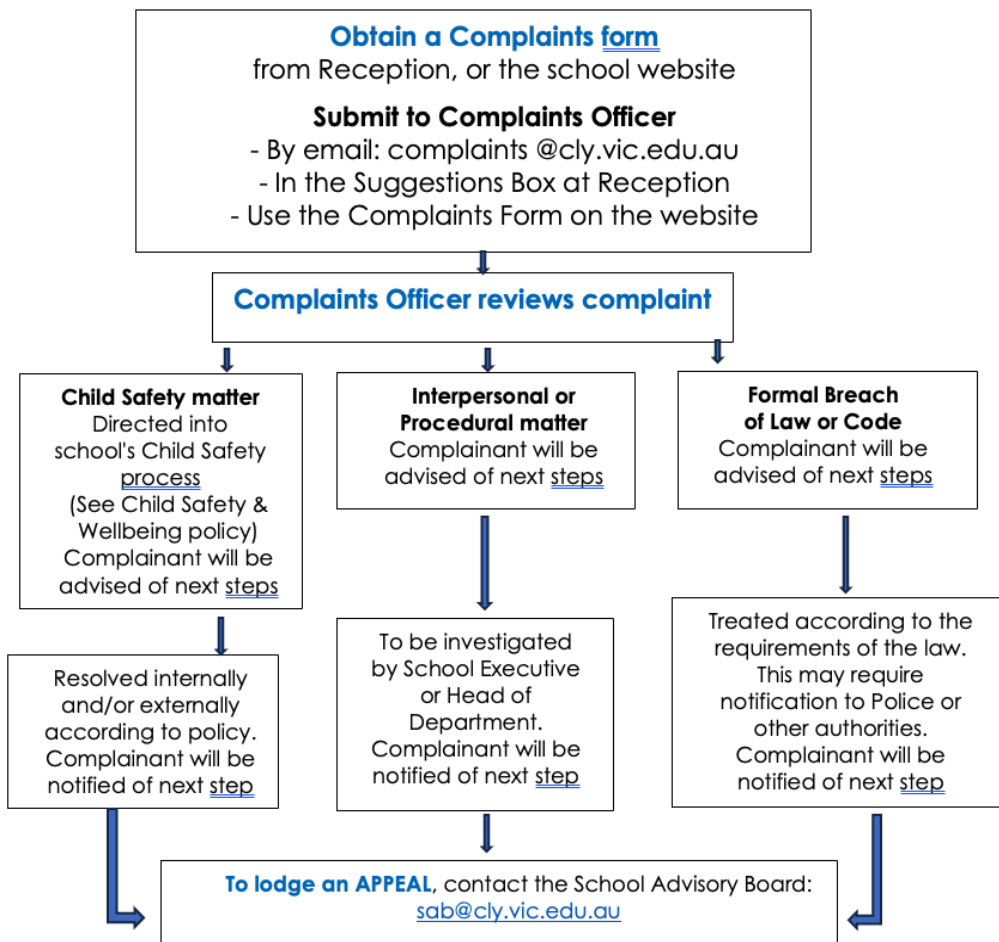 Obtain a Complaints form
from Reception, or the school website
Submit to Complaints Officer
- By email: complaints @cly.vic.edu.au
- In the Suggestions Box at Reception
- Use the Complaints Form on the website
Complaints Officer reviews complaint
Child Safety matter
Directed into
school's Child Safety
process
(See Child Safety &
Wellbeing policy)
Complainant will be
advised of next steps
Interpersonal or
Procedural matter
Complainant will be
advised of next steps
Formal Breach
of Law or Code
Complainant will be
advised of next steps
Resolved internally
and/or externally
according to policy.
Complainant will be
notified of next step
To be investigated
by School Executive
or Head of
Department.
Complainant will be
notified of next step
Treated according to the
requirements of the law.
This may require
notification to Police or
other authorities.
Complainant will be
notified of next step
To lodge an APPEAL, contact the School Advisory Board:
sab@cly.vic.edu.au